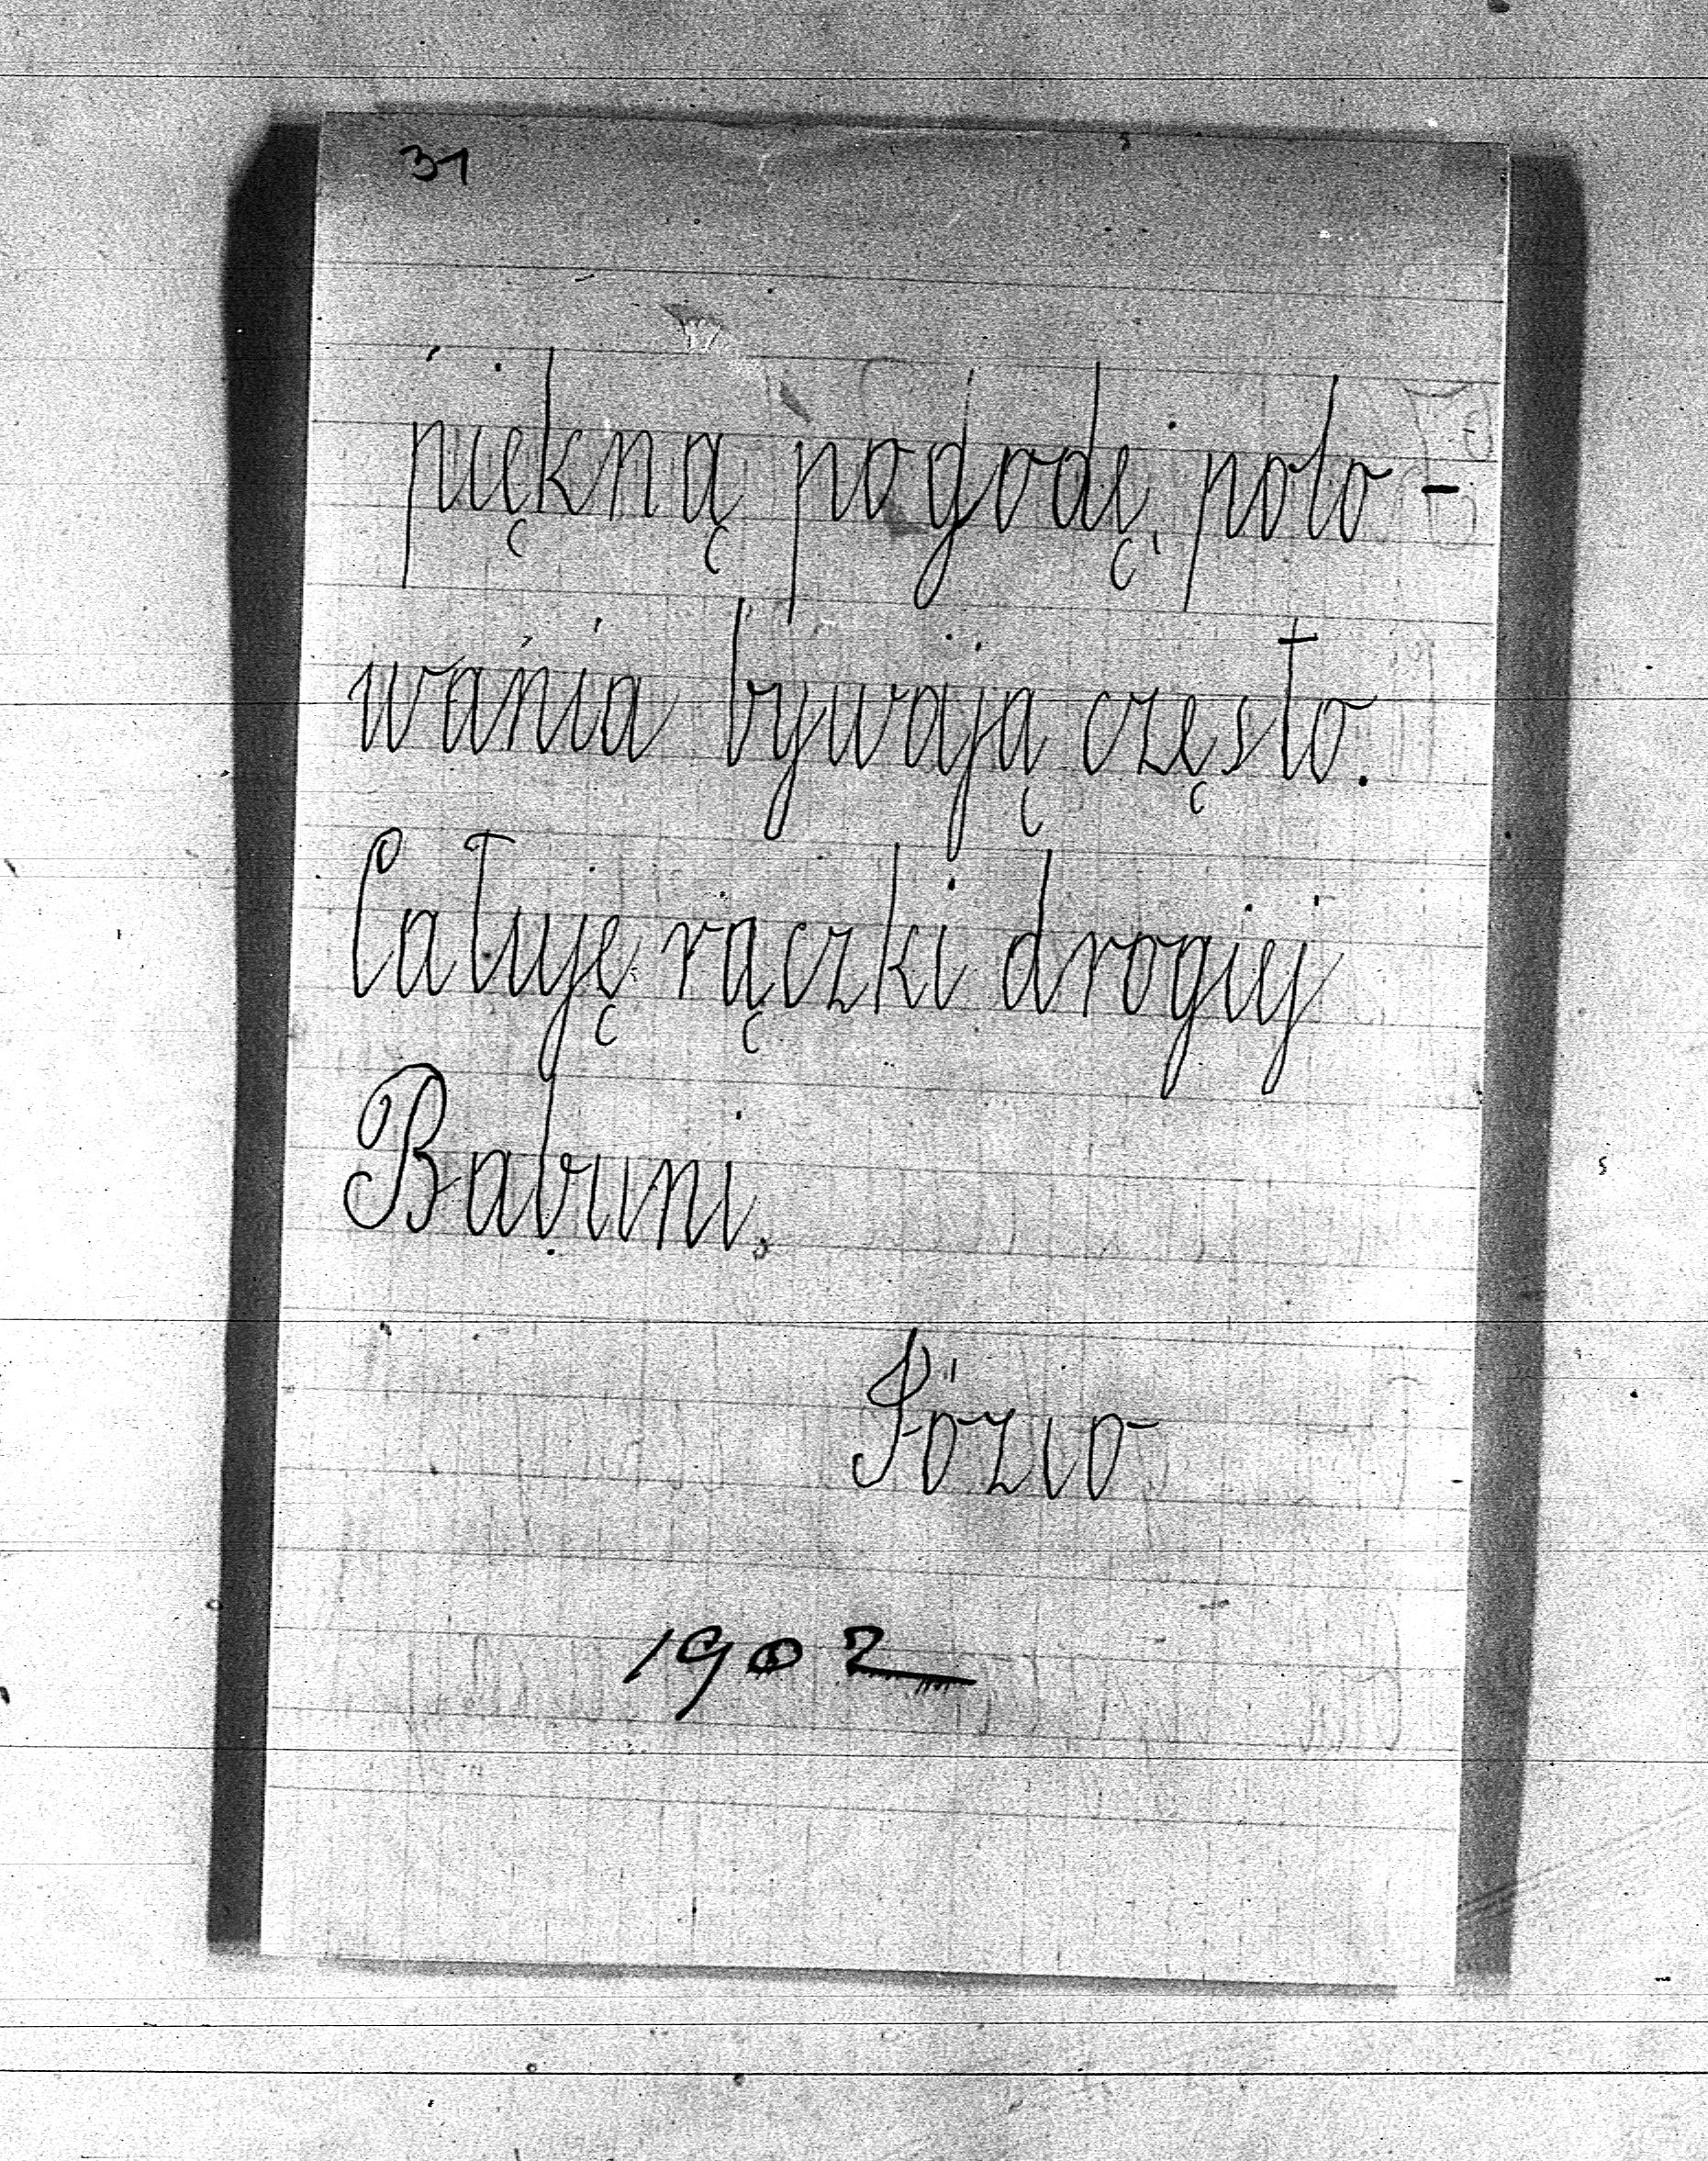 31
piękną pogodę, polo-
wania bywają często.
Całuję rączki drogiej
Babuni,
Józio
1902